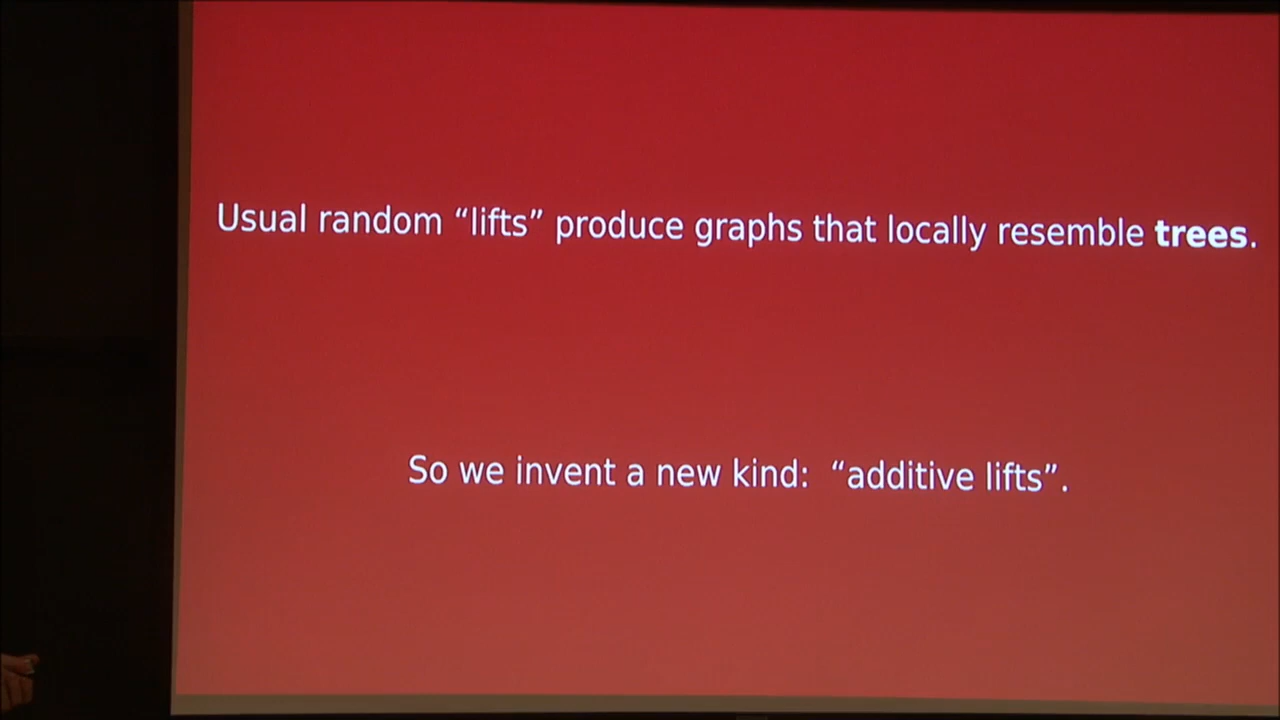 Usual random “lifts” produce graphs that locally resemble trees.
So we invent a new kind: “additive lifts”.